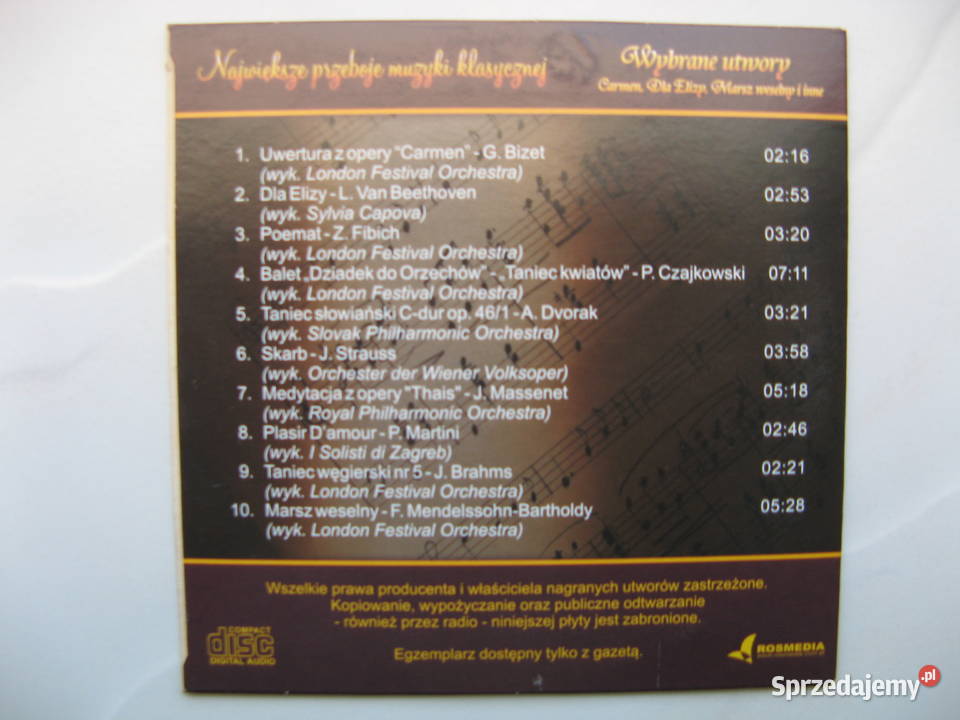 Największe przeboje muzyki klasycznej
Wybrane utwory
Carmen, Dla Elizy, Marsz weselny i inne
1. Uwertura z opery "Carmen" - G. Bizet 02:16
(wyk. London Festival Orchestra)
2. Dla Elizy - L. Van Beethoven 02:53
(wyk. Sylvia Capova)
3. Poemat - Z. Fibich 03:20
(wyk. London Festival Orchestra)
4. Balet „Dziadek do Orzechów” - „Taniec kwiatów” - P. Czajkowski 07:11
(wyk. London Festival Orchestra)
5. Taniec słowiański C-dur op. 46/1 - A. Dvorak 03:21
(wyk. Slovak Philharmonic Orchestra)
6. Skarb - J. Strauss 03:58
(wyk. Orchester der Wiener Volksoper)
7. Medytacja z opery "Thais" - J. Massenet 05:18
(wyk. Royal Philharmonic Orchestra)
8. Plasir D'amour - P. Martini 02:46
(wyk. I Solisti di Zagreb)
9. Taniec węgierski nr 5 - J. Brahms 02:21
(wyk. London Festival Orchestra)
10. Marsz weselny - F. Mendelssohn-Bartholdy 05:28
(wyk. London Festival Orchestra)
Wszelkie prawa producenta i właściciela nagranych utworów zastrzeżone.
Kopiowanie, wypożyczanie oraz publiczne odtwarzanie
- również przez radio - niniejszej płyty jest zabronione.
Egzemplarz dostępny tylko z gazetą.
COMPACT
disc
DIGITAL AUDIO
ROSMEDIA
Sprzedajemy.pl